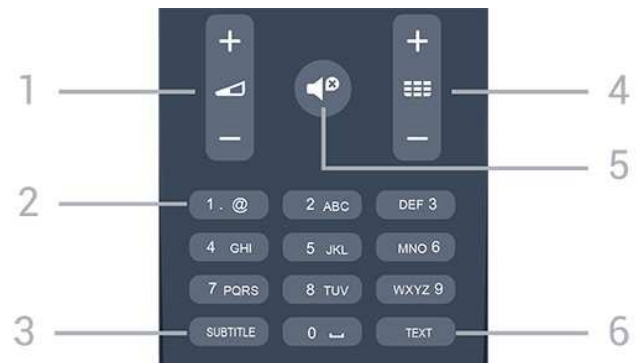 + +
1 4
− −
5
2 1 . @ 2 ABC DEF 3
4 GHI 5 JKL MNO 6
7 PQRS 8 TUV WXYZ 9
3 SUBTITLE 0 ⎵ TEXT 6